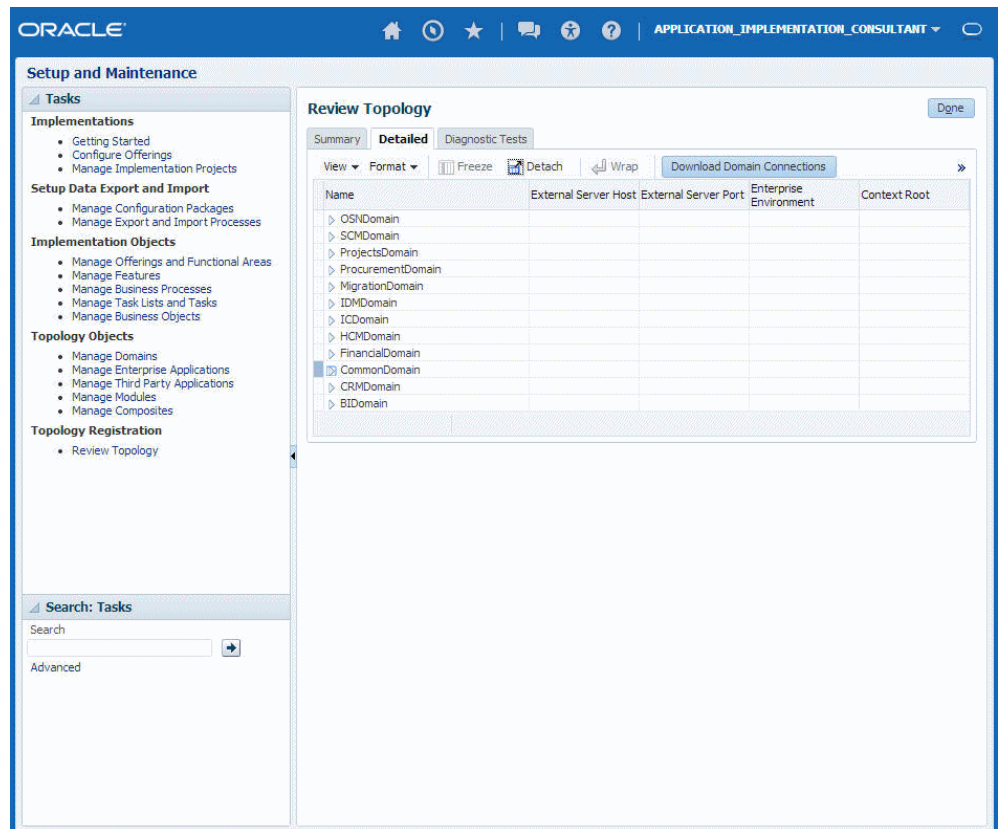 ORACLE
APPLICATION_IMPLEMENTATION_CONSULTANT
Setup and Maintenance
Tasks
Implementations
Getting Started
Configure Offerings
Manage Implementation Projects
Setup Data Export and Import
Manage Configuration Packages
Manage Export and Import Processes
Implementation Objects
Manage Offerings and Functional Areas
Manage Features
Manage Business Processes
Manage Task Lists and Tasks
Manage Business Objects
Topology Objects
Manage Domains
Manage Enterprise Applications
Manage Third Party Applications
Manage Modules
Manage Composites
Topology Registration
Review Topology
Search: Tasks
Search
Advanced
Review Topology
Done
Summary Detailed Diagnostic Tests
View Format Freeze Detach Wrap Download Domain Connections »
Name External Server Host External Server Port Enterprise Environment Context Root
OSNDomain
SCMDomain
ProjectsDomain
ProcurementDomain
MigrationDomain
IDMDomain
ICDomain
HCMDomain
FinancialDomain
CommonDomain
CRMDomain
BIDomain